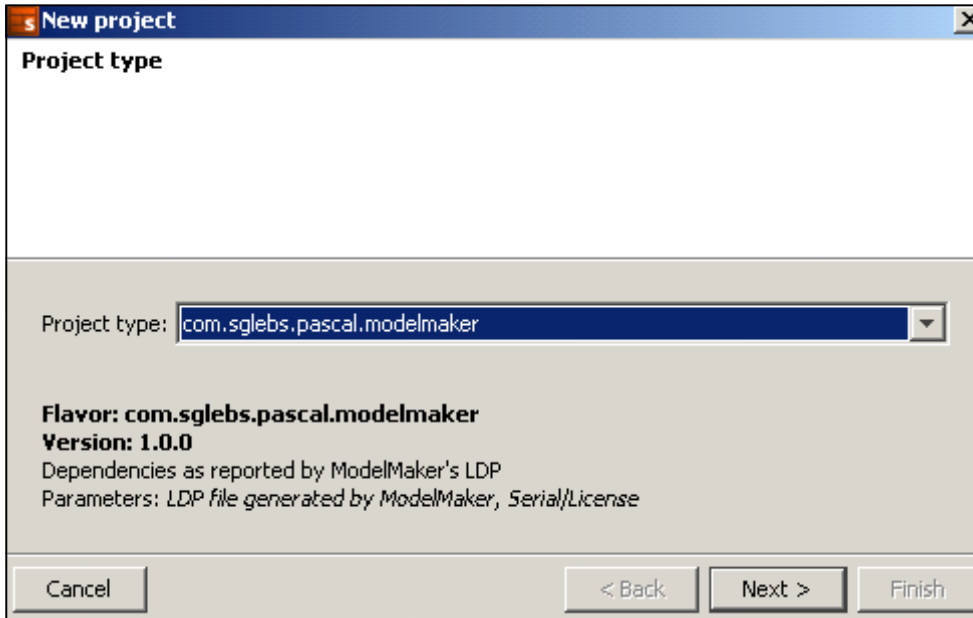 s New project
Project type
Project type: com.sglebs.pascal.modelmaker
Flavor: com.sglebs.pascal.modelmaker
Version: 1.0.0
Dependencies as reported by ModelMaker's LDP
Parameters: LDP file generated by ModelMaker, Serial/License
Cancel < Back Next > Finish